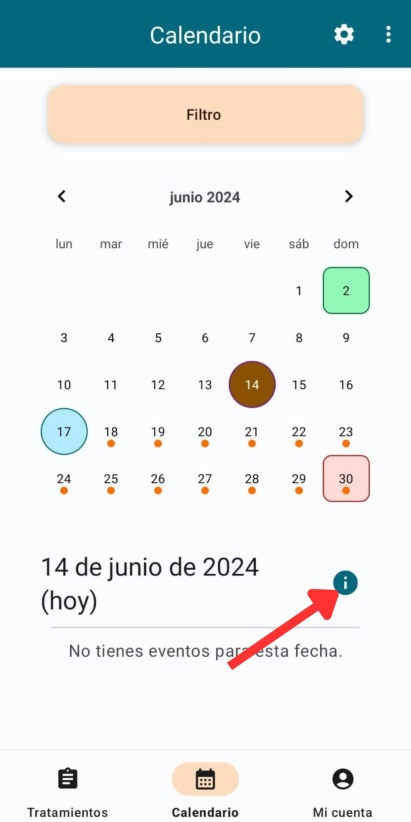 Calendario
Filtro
junio 2024
lun mar mié jue vie sáb dom
1 2
3 4 5 6 7 8 9
10 11 12 13 14 15 16
17 18 19 20 21 22 23
24 25 26 27 28 29 30
14 de junio de 2024
(hoy)
i
No tienes eventos para esta fecha.
Tratamientos Calendario Mi cuenta